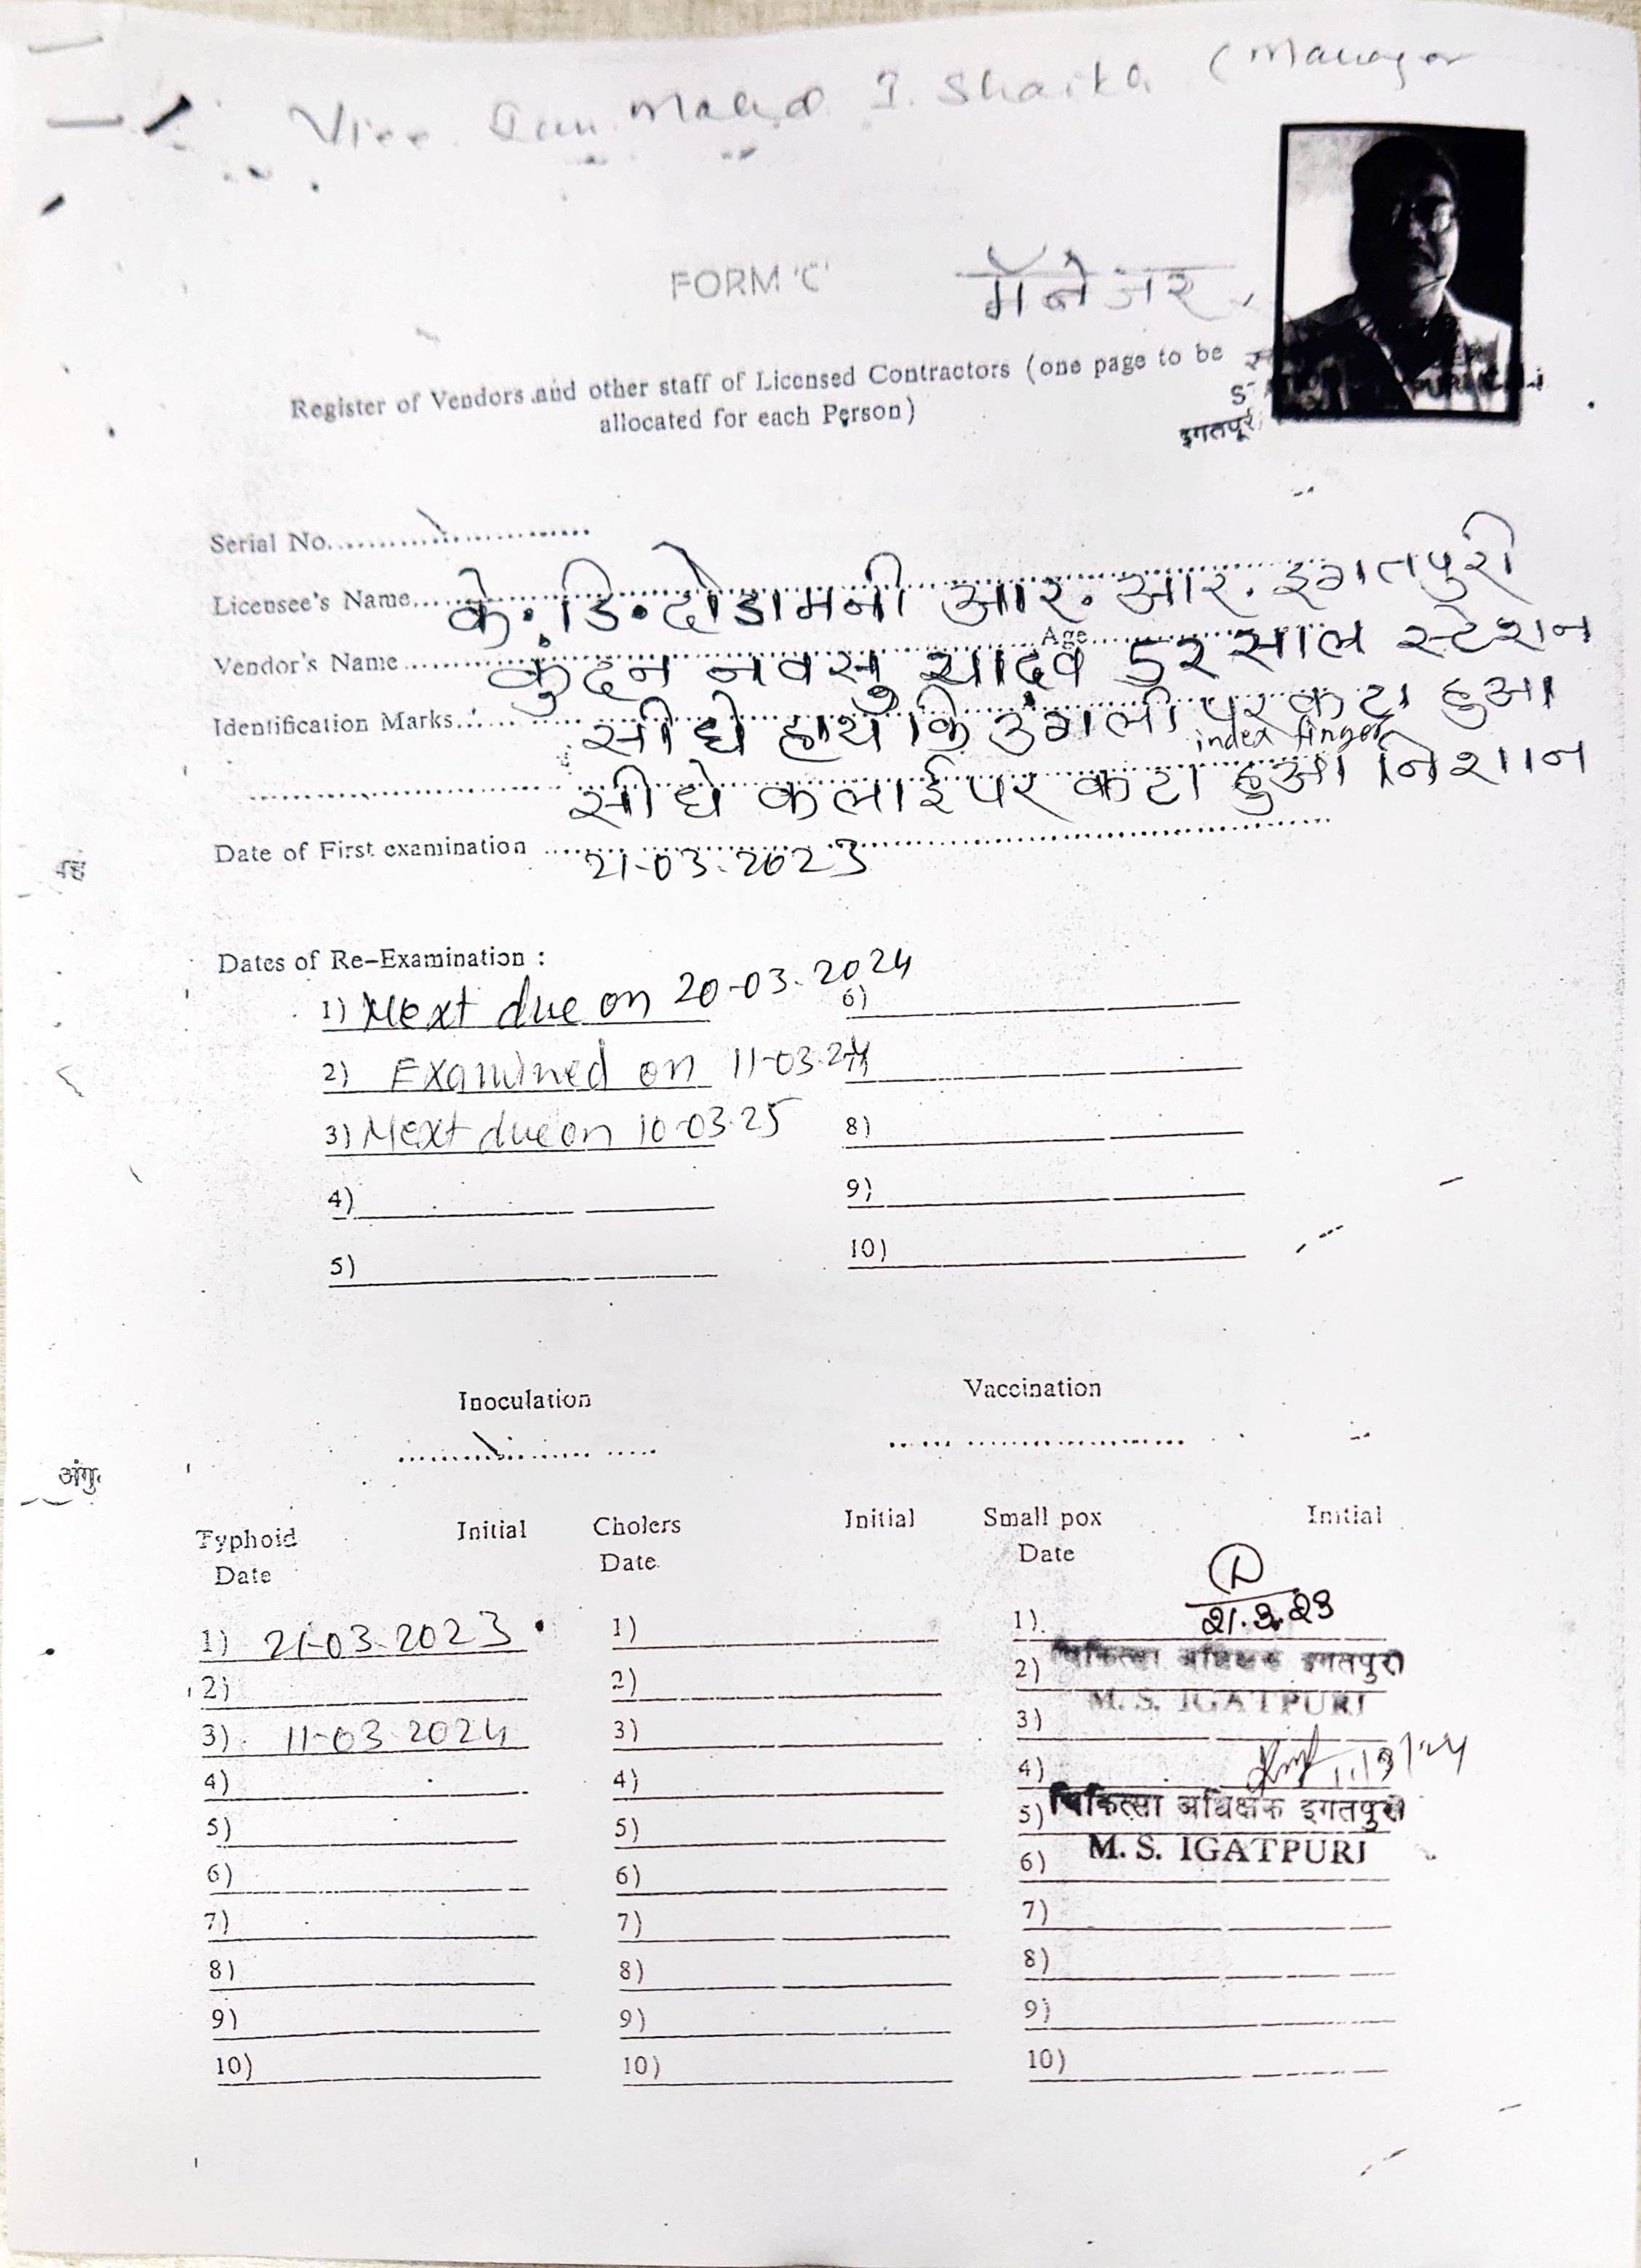 Vice. Jan Mahd I. Shaikh (Manager
FORM 'C'
मॅनेजर
Register of Vendors and other staff of Licensed Contractors (one page to be
allocated for each Person)
इगतपूरी
Serial No.
Licensee's Name... के. डि. दोडामनी आर. आर. इगतपुरी
Vendor's Name... कुंदन नवसु यादव Age... 52 साल स्टेशन
Identification Marks... सीधे हाथ कि उंगली पर कटा हुआ
index finger
सीधे कलाई पर कटा हुआ निशान
Date of First examination ... 21-03-2023
Dates of Re-Examination :
1) Next due on 20-03-2024
6)
2) Examined on 11-03-24
3) Next due on 10-03-25
8)
4)
9)
5)
10)
Inoculation
Vaccination
Typhoid Date Initial
Cholers Date Initial
Small pox Date Initial
1) 21-03-2023 1) 1) 21.3.23
2) 2) 2) चिकित्सा अधिक्षक इगतपुरी
M. S. IGATPURI
3) 11-03-2024 3) 3)
4) 4) 4)
5) 5) 5) चिकित्सा अधिक्षक इगतपुरी
6) 6) 6) M. S. IGATPURI
7) 7) 7)
8) 8) 8)
9) 9) 9)
10) 10) 10)
अंगु